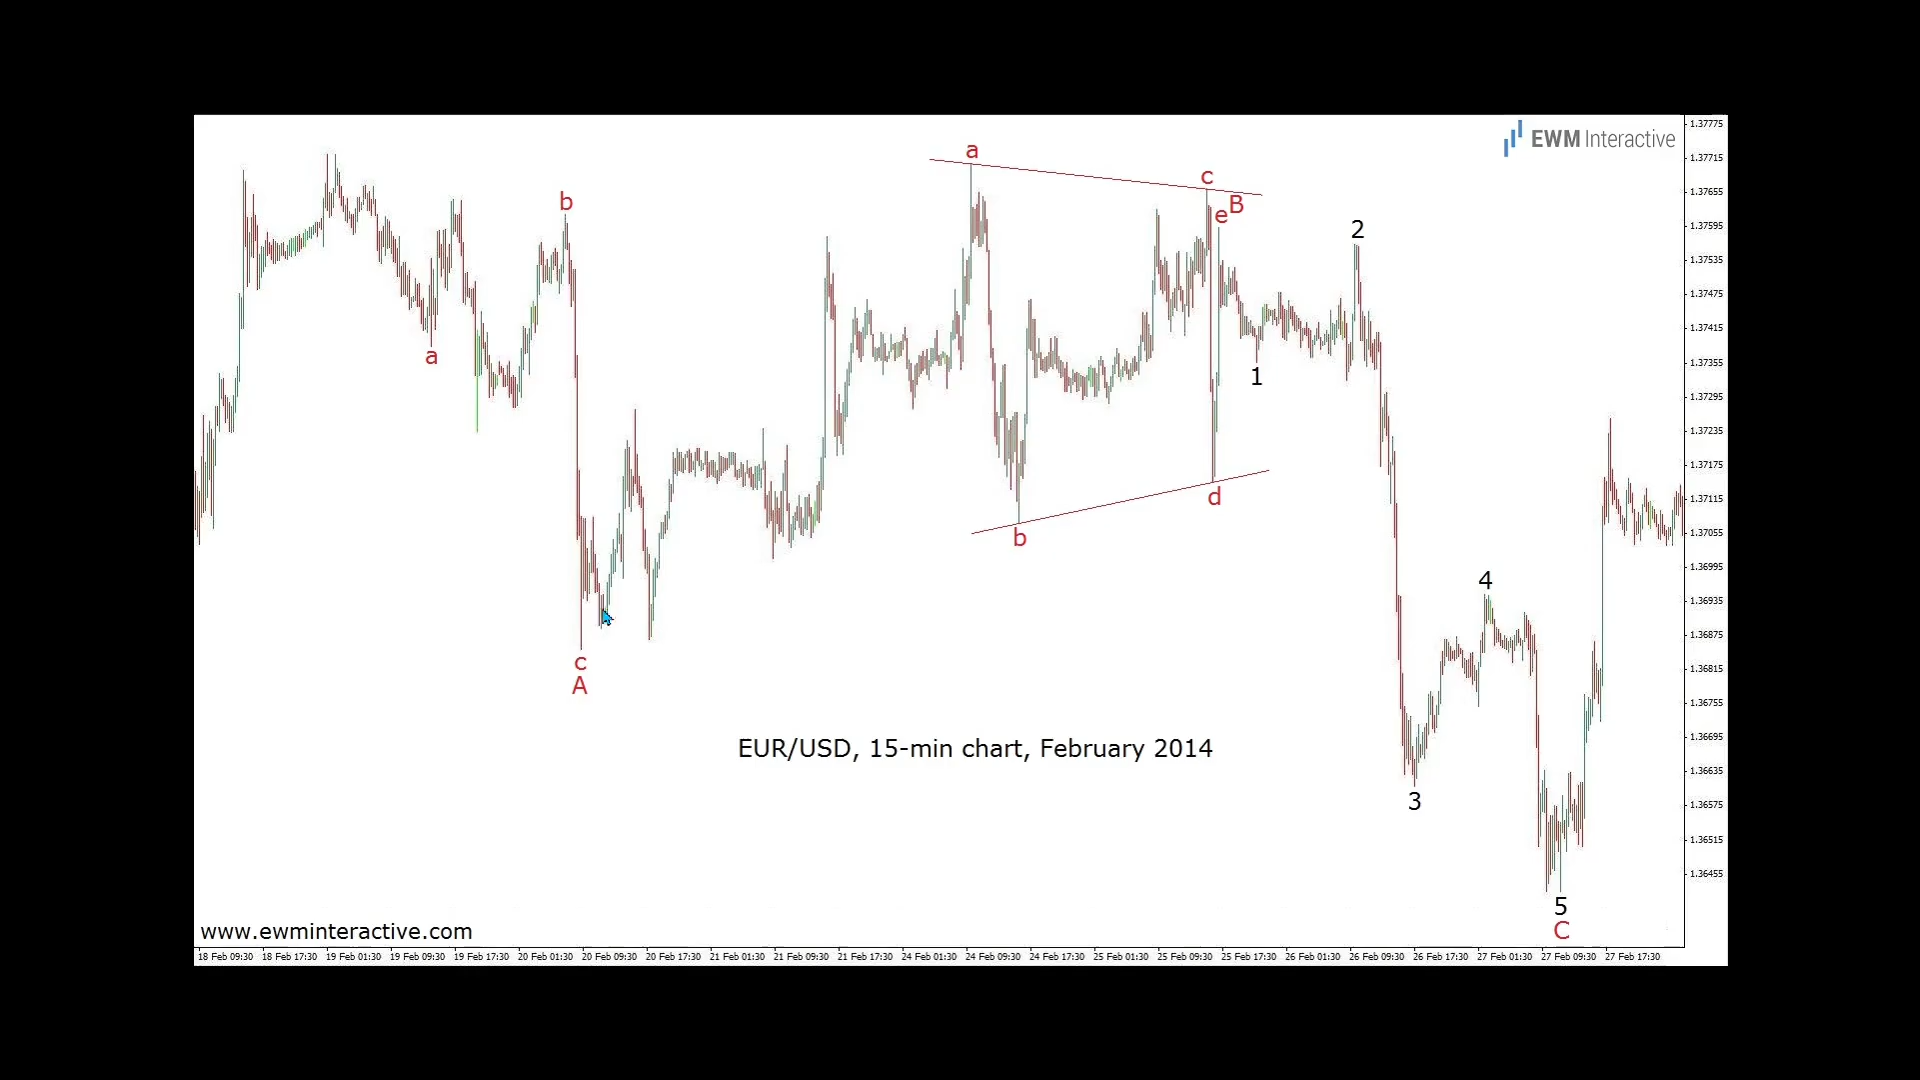 EWM Interactive
1.37775
1.37715
1.37655
1.37595
1.37535
1.37475
1.37415
1.37355
1.37295
1.37235
1.37175
1.37115
1.37055
1.36995
1.36935
1.36875
1.36815
1.36755
1.36695
1.36635
1.36575
1.36515
1.36455
a
b
c
A
a
b
c
d
e
B
1
2
3
4
5
C
EUR/USD, 15-min chart, February 2014
www.ewminteractive.com
18 Feb 09:30 18 Feb 17:30 19 Feb 01:30 19 Feb 09:30 19 Feb 17:30 20 Feb 01:30 20 Feb 09:30 20 Feb 17:30 21 Feb 01:30 21 Feb 09:30 21 Feb 17:30 24 Feb 01:30 24 Feb 09:30 24 Feb 17:30 25 Feb 01:30 25 Feb 09:30 25 Feb 17:30 26 Feb 01:30 26 Feb 09:30 26 Feb 17:30 27 Feb 01:30 27 Feb 09:30 27 Feb 17:30